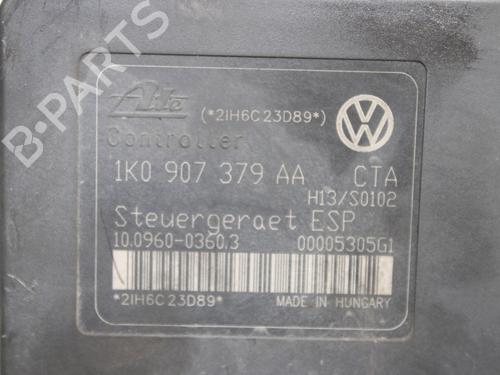 Ate (*2IH6C23D89*)
Controller
1K0 907 379 AA CTA
H13/S0102
Steuergeraet ESP
10.0960-0360.3 00005305G1
*2IH6C23D89*
MADE IN HUNGARY
B-PARTS